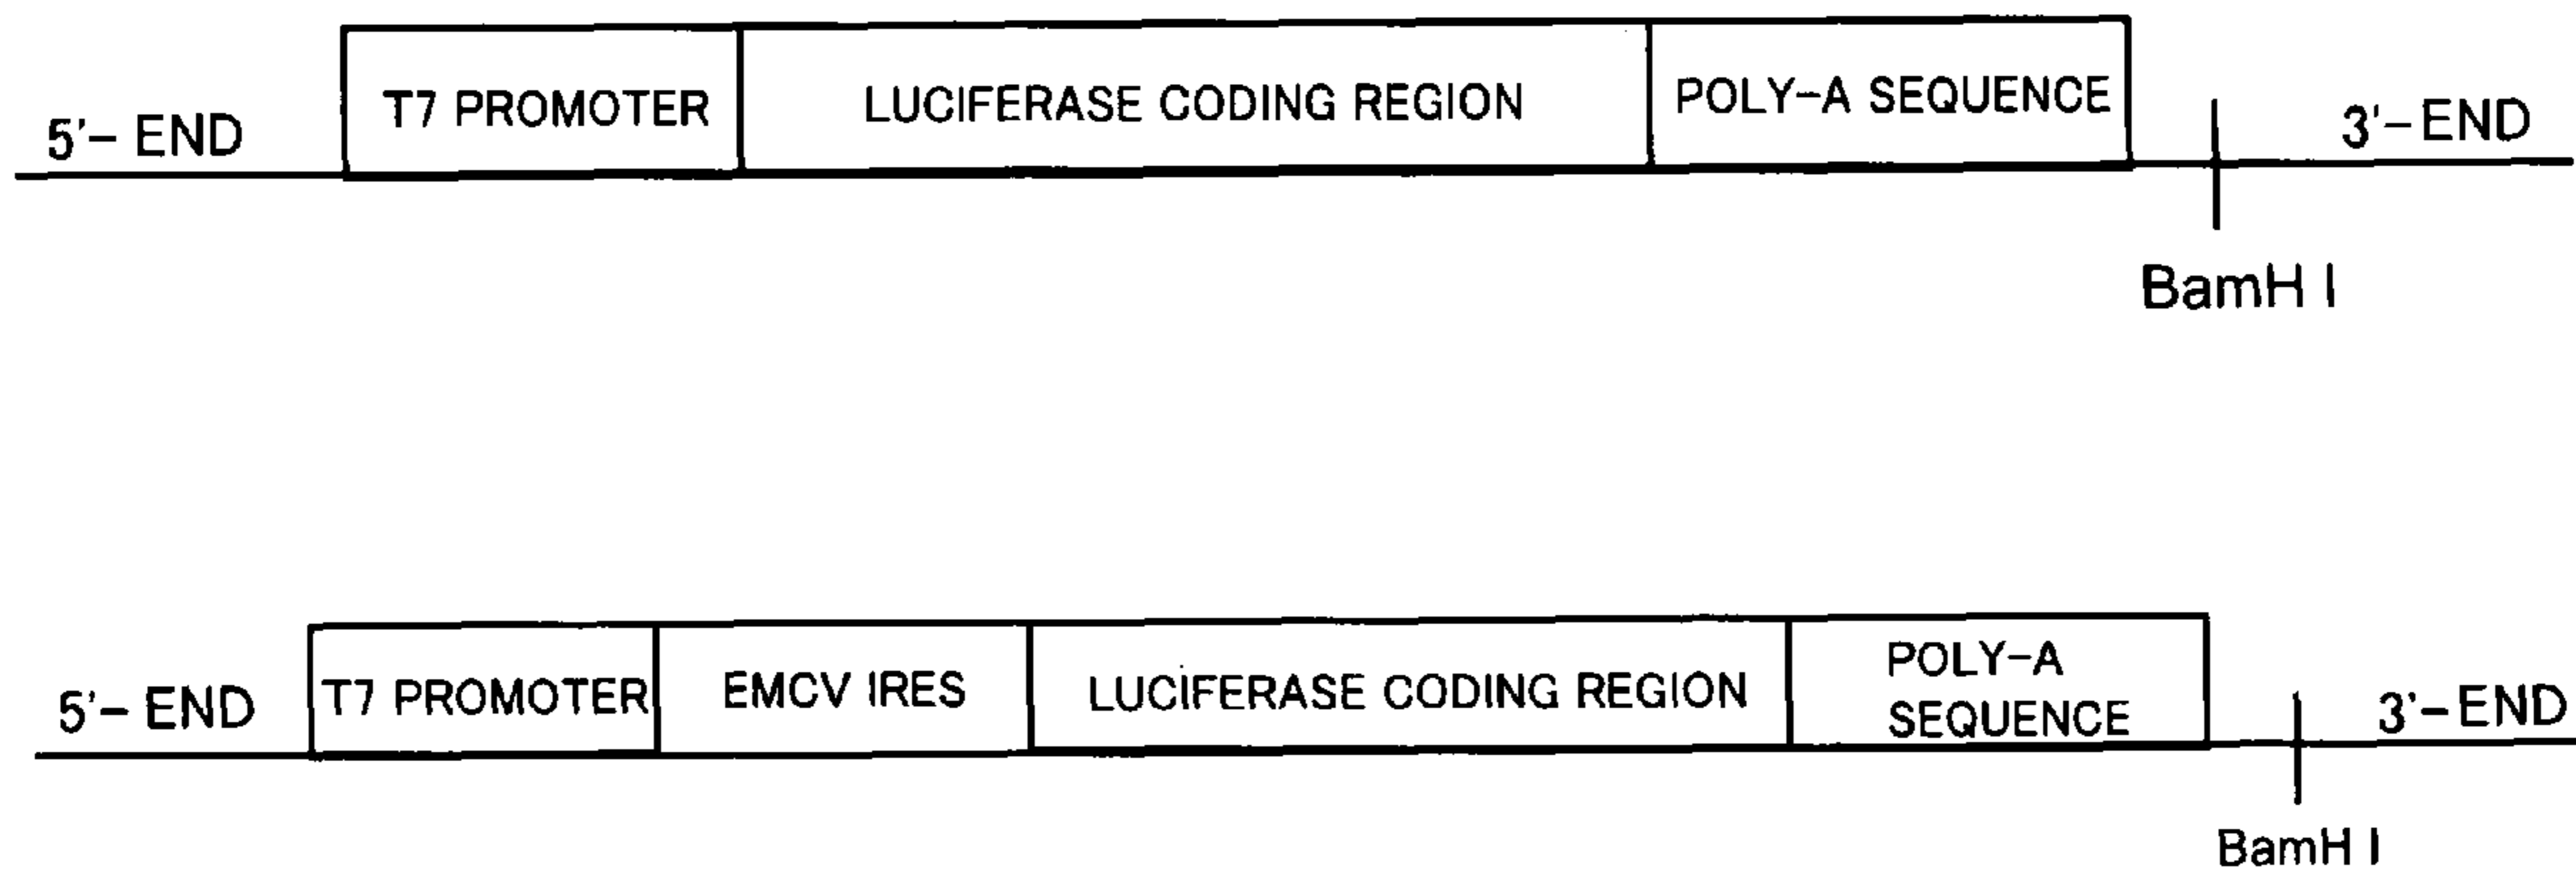 5'- END
T7 PROMOTER
LUCIFERASE CODING REGION
POLY-A SEQUENCE
3'- END
BamH I
5'- END
T7 PROMOTER
EMCV IRES
LUCIFERASE CODING REGION
POLY-A
SEQUENCE
3'- END
BamH I